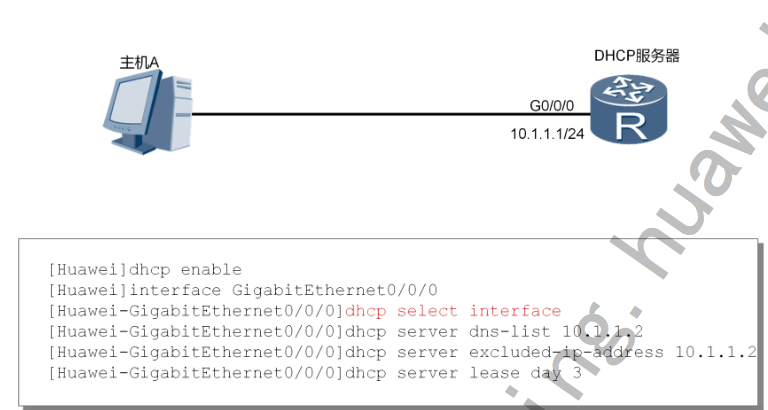 主机A
DHCP服务器
G0/0/0
10.1.1.1/24
R
[Huawei]dhcp enable
[Huawei]interface GigabitEthernet0/0/0
[Huawei-GigabitEthernet0/0/0]dhcp select interface
[Huawei-GigabitEthernet0/0/0]dhcp server dns-list 10.1.1.2
[Huawei-GigabitEthernet0/0/0]dhcp server excluded-ip-address 10.1.1.2
[Huawei-GigabitEthernet0/0/0]dhcp server lease day 3
ing.huawe